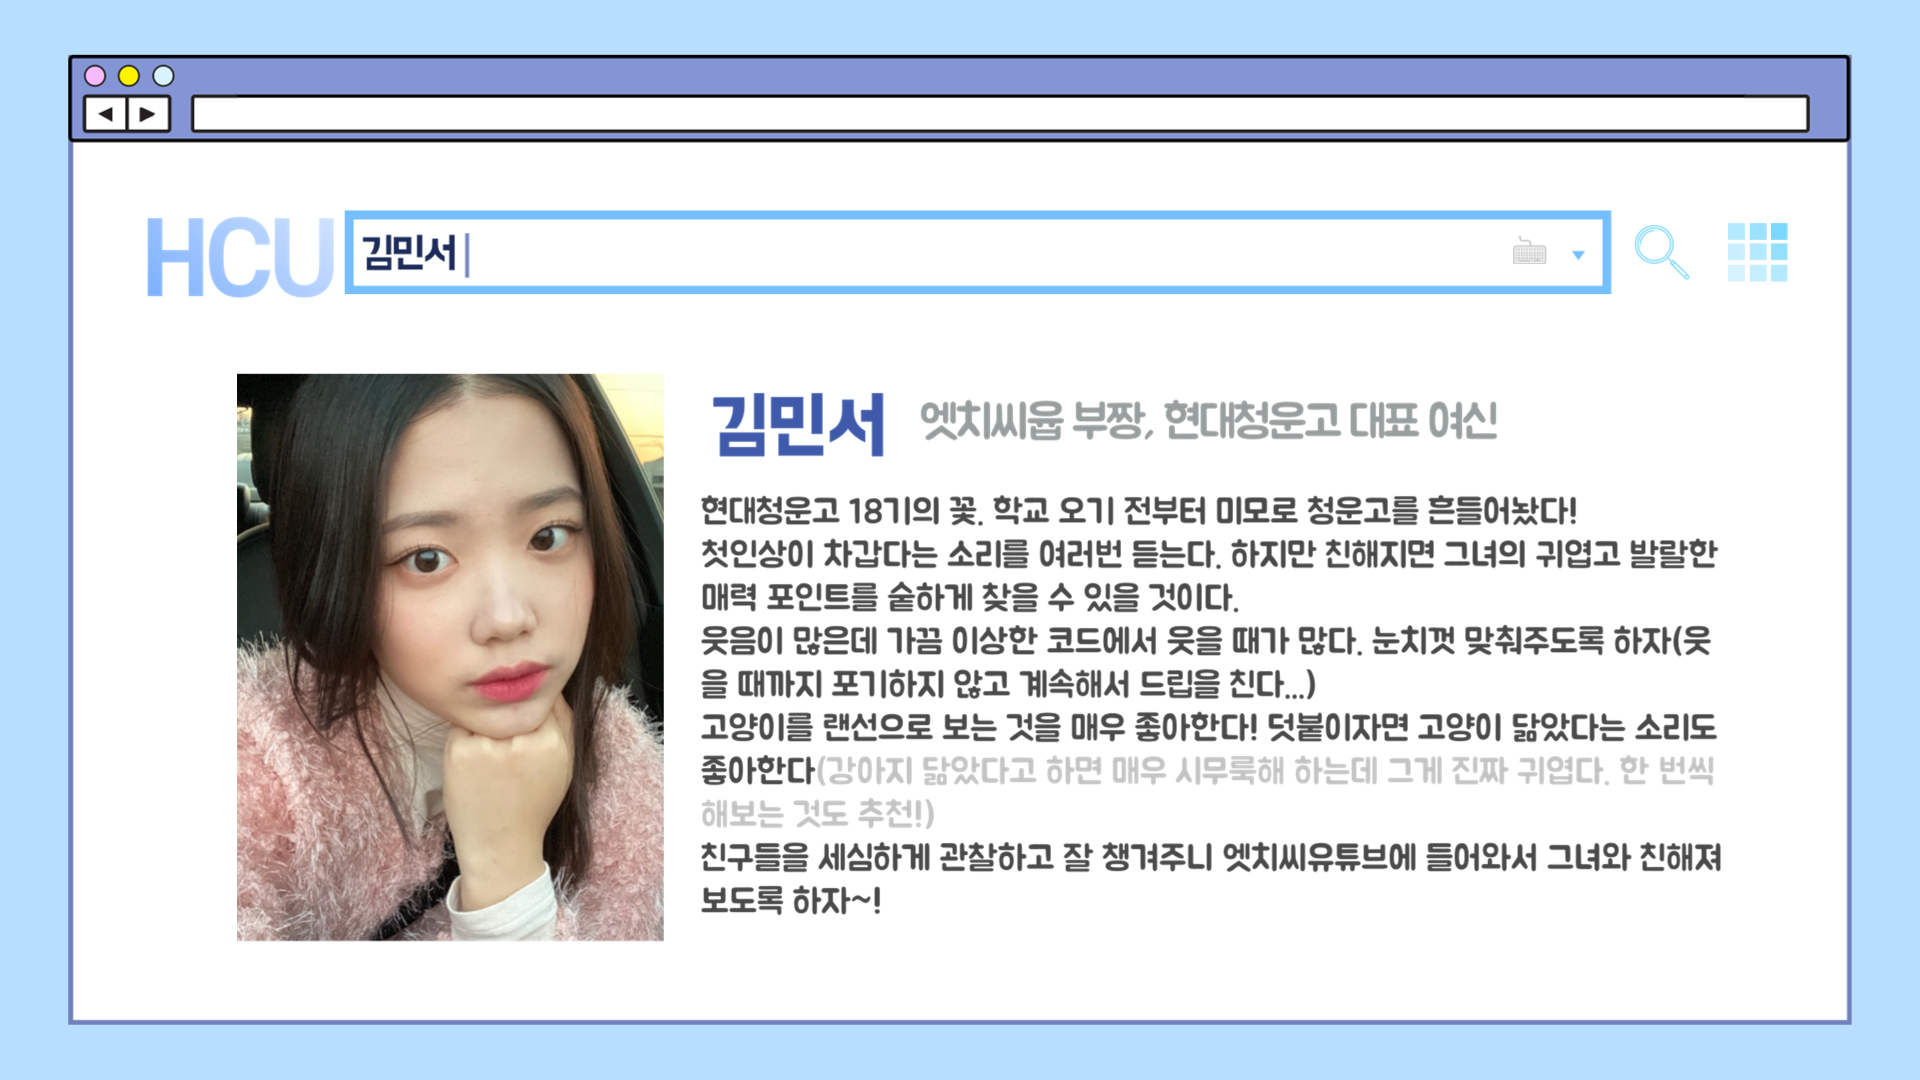 HCU 김민서
김민서 엣치씨윱 부짱, 현대청운고 대표 여신
현대청운고 18기의 꽃. 학교 오기 전부터 미모로 청운고를 흔들어놨다!
첫인상이 차갑다는 소리를 여러번 듣는다. 하지만 친해지면 그녀의 귀엽고 발랄한
매력 포인트를 숱하게 찾을 수 있을 것이다.
웃음이 많은데 가끔 이상한 코드에서 웃을 때가 많다. 눈치껏 맞춰주도록 하자(웃
을 때까지 포기하지 않고 계속해서 드립을 친다...)
고양이를 랜선으로 보는 것을 매우 좋아한다! 덧붙이자면 고양이 닮았다는 소리도
좋아한다(강아지 닮았다고 하면 매우 시무룩해 하는데 그게 진짜 귀엽다. 한 번씩
해보는 것도 추천!)
친구들을 세심하게 관찰하고 잘 챙겨주니 엣치씨유튜브에 들어와서 그녀와 친해져
보도록 하자~!